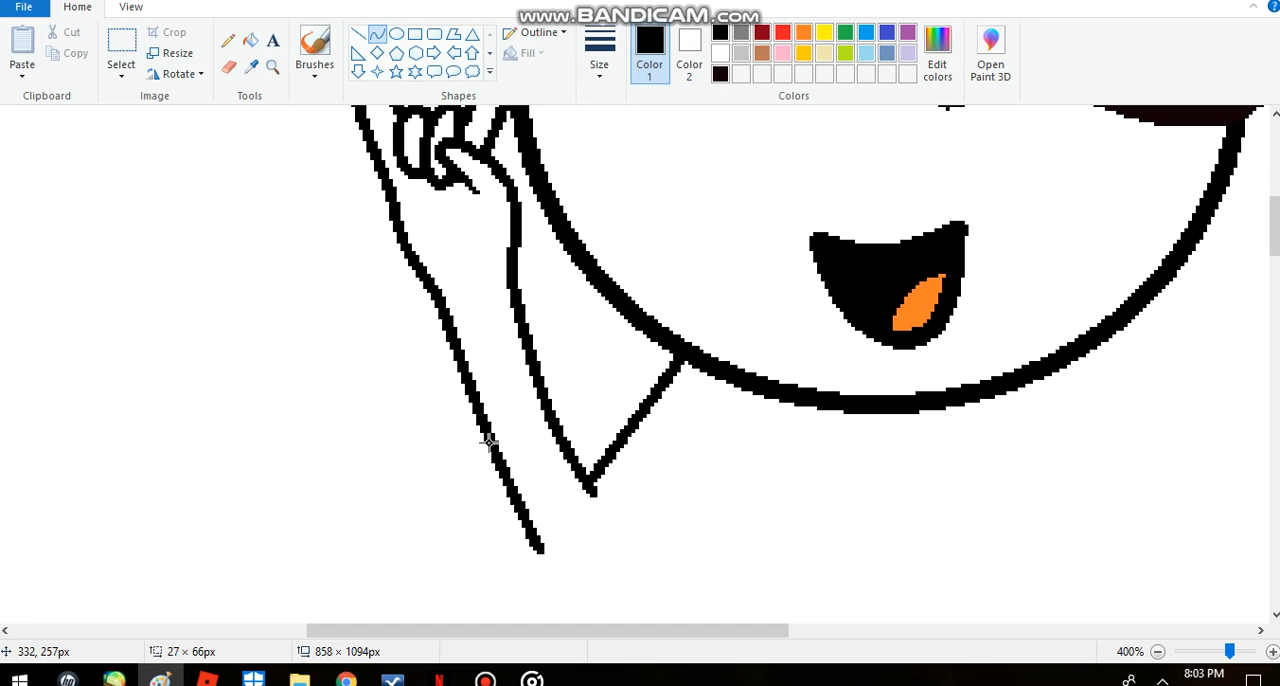 www.BANDICAM.com
File Home View
Paste
Cut
Copy
Clipboard
Select
Crop
Resize
Rotate
Image
A
Tools
Brushes
Shapes
Outline
Fill
Size
Color 1
Color 2
Edit colors
Colors
Open Paint 3D
332, 257px 27 × 66px 858 × 1094px 400%
8:03 PM